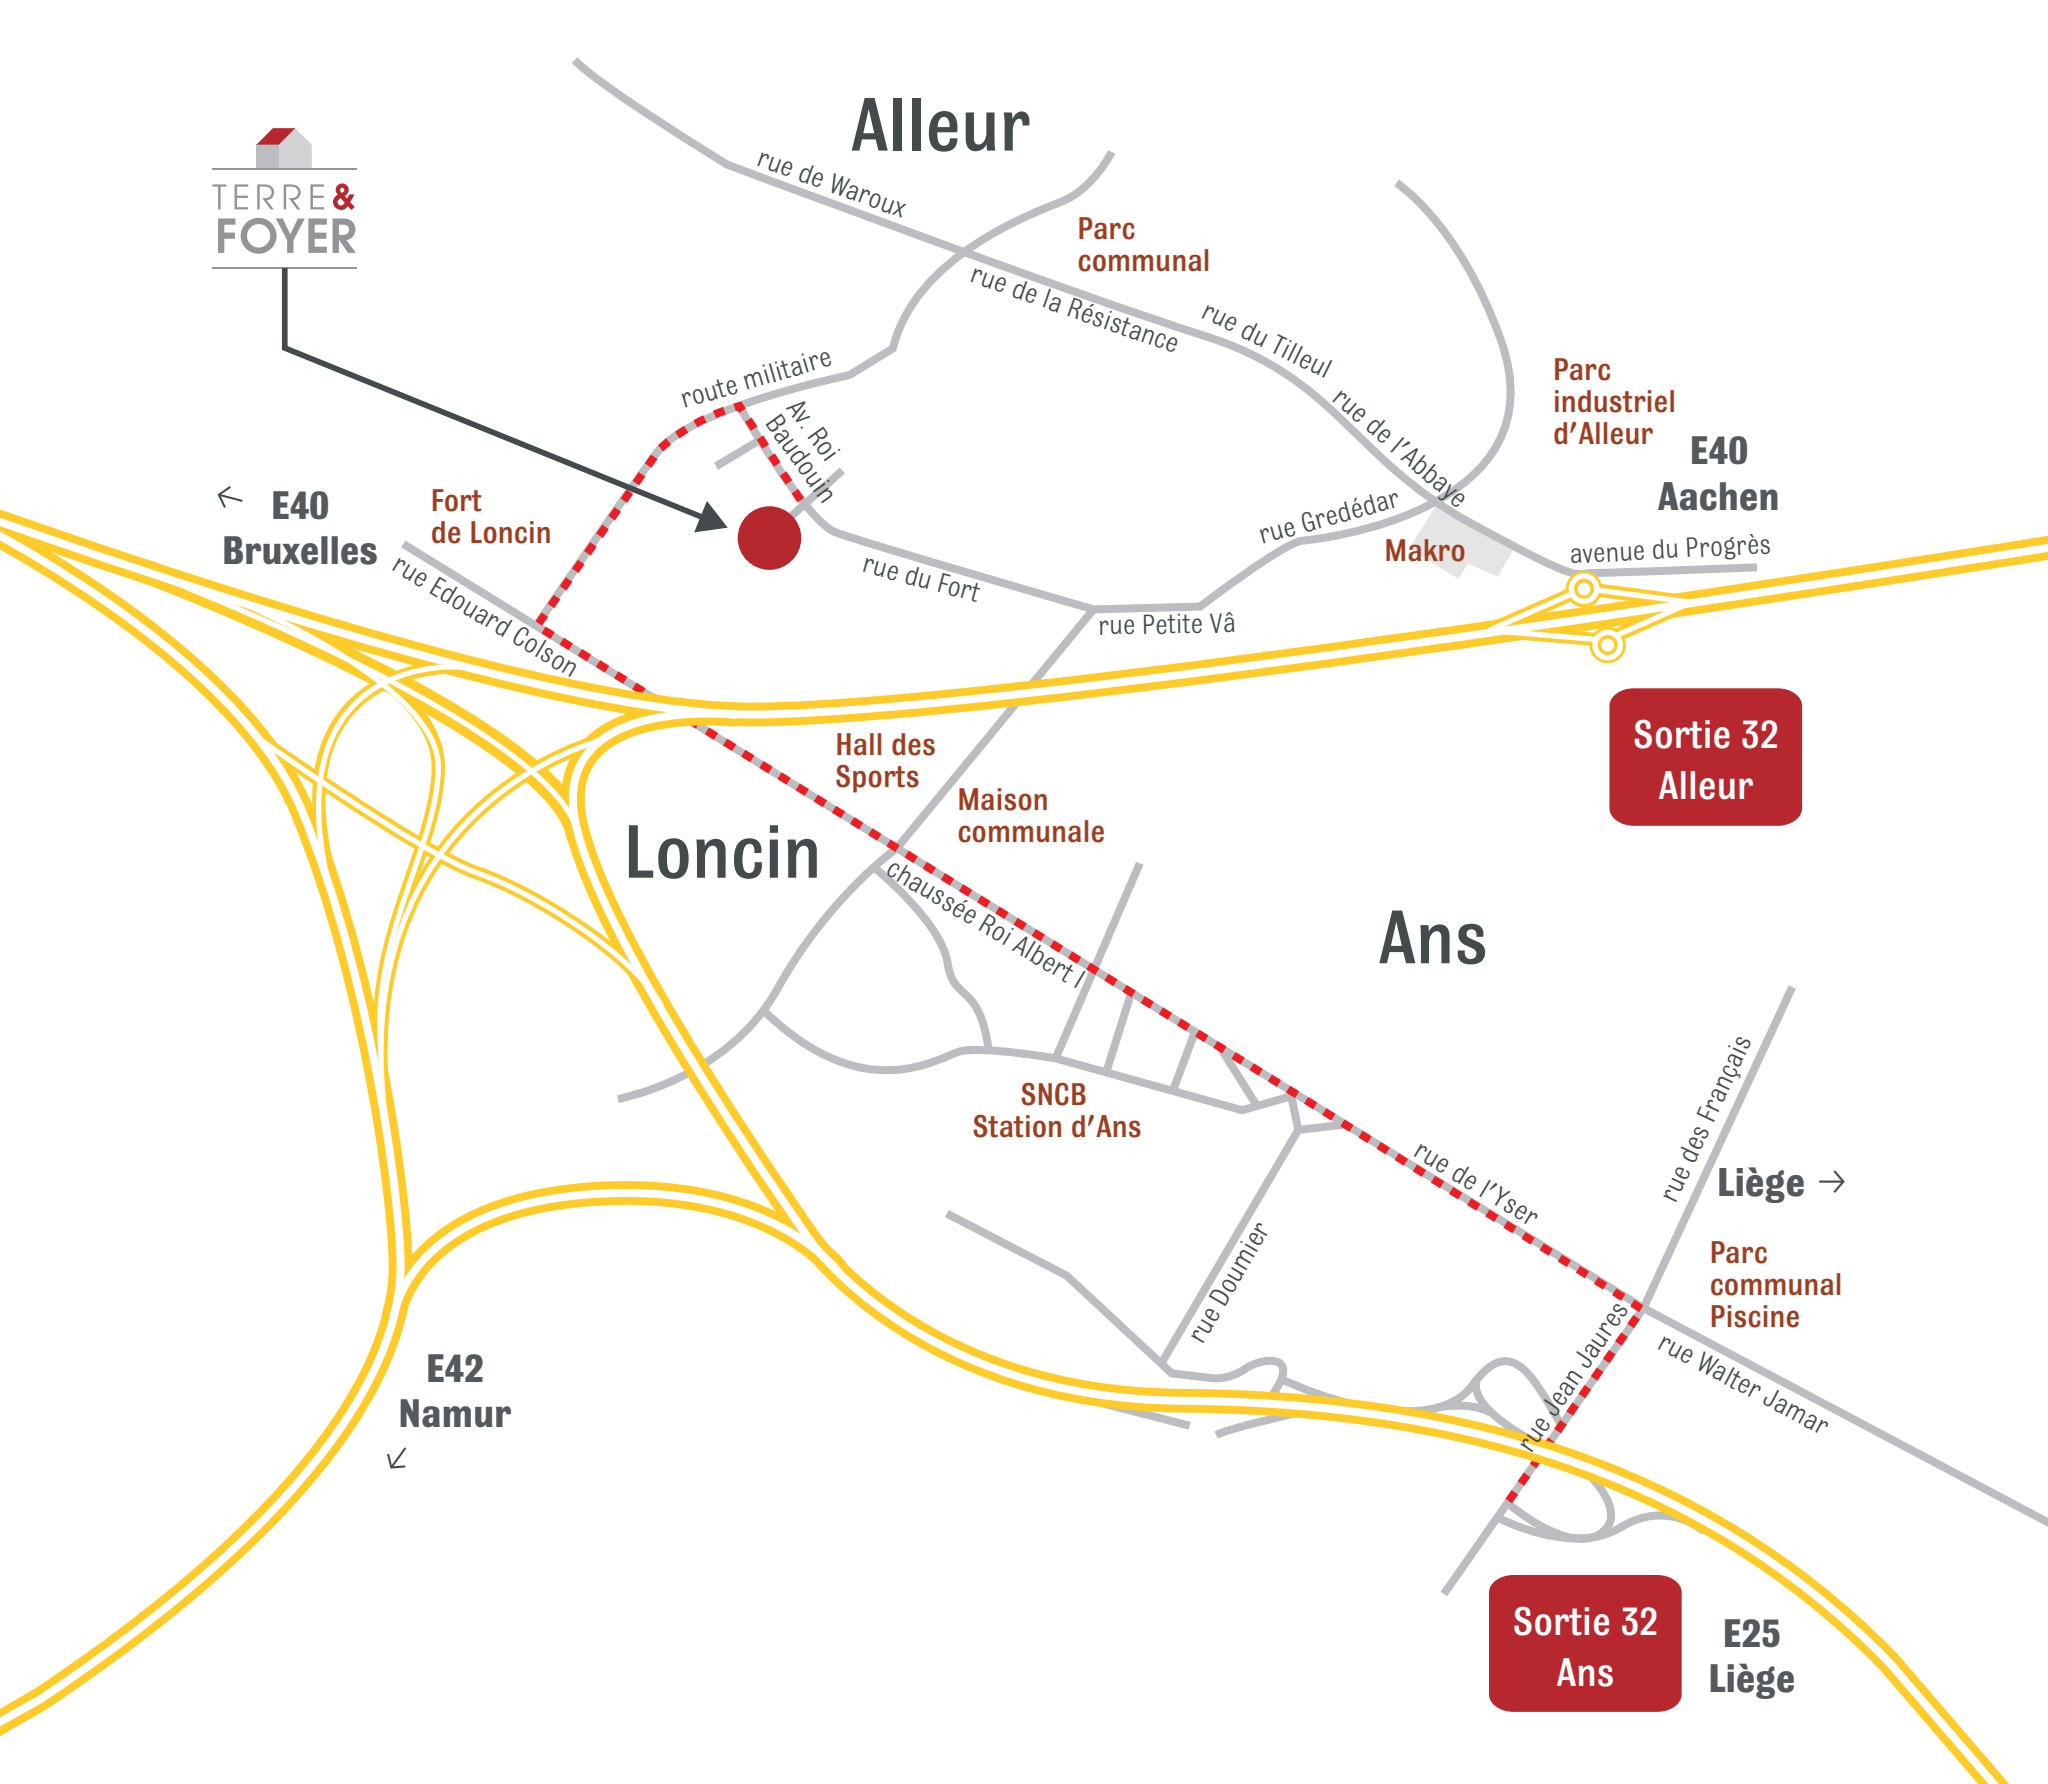 Alleur
rue de Waroux
TERRE &
FOYER
Parc
communal
rue de la Résistance
rue du Tilleul
route militaire
Av. Roi
Baudouin
rue de l'Abbaye
Parc
industriel
d'Alleur
E40
Aachen
E40
Bruxelles
Fort
de Loncin
rue Edouard Colson
rue du Fort
rue Gredédar
Makro
avenue du Progrès
rue Petite Vâ
Sortie 32
Alleur
Hall des
Sports
Maison
communale
Loncin
chaussée Roi Albert I
Ans
SNCB
Station d'Ans
rue de l'Yser
rue des Français
Liège →
Parc
communal
Piscine
rue Doumier
rue Jean Jaures
rue Walter Jamar
E42
Namur
Sortie 32
Ans
E25
Liège